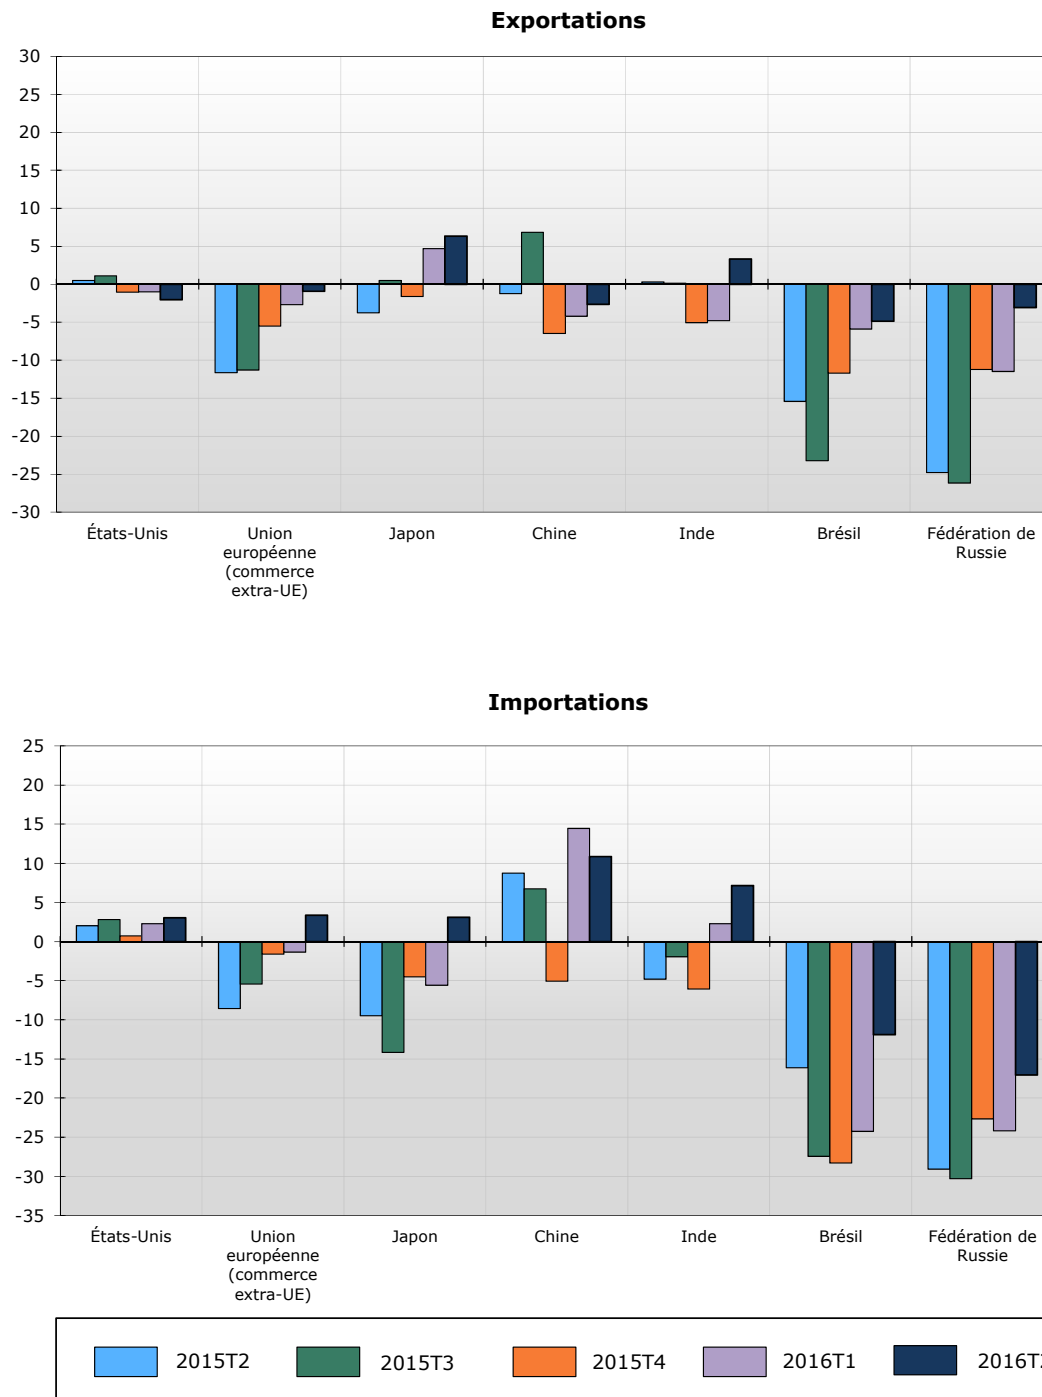 Exportations
30
25
20
15
10
5
0
-5
-10
-15
-20
-25
-30
États-Unis
Union
européenne
(commerce
extra-UE)
Japon
Chine
Inde
Brésil
Fédération de
Russie
Importations
25
20
15
10
5
0
-5
-10
-15
-20
-25
-30
-35
États-Unis
Union
européenne
(commerce
extra-UE)
Japon
Chine
Inde
Brésil
Fédération de
Russie
2015T2 2015T3 2015T4 2016T1 2016T2